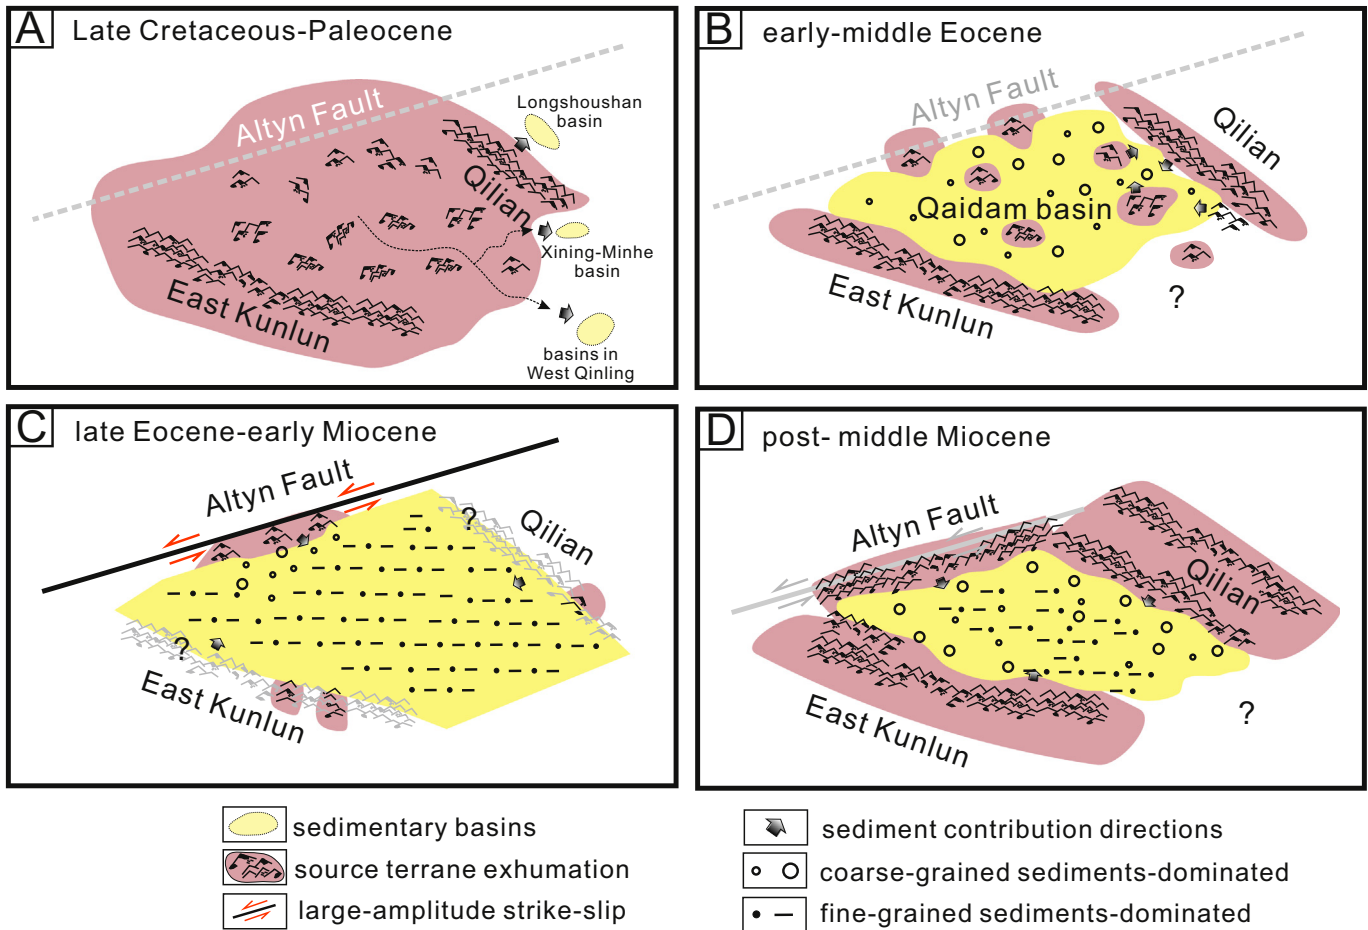 A Late Cretaceous-Paleocene
Altyn Fault
Longshoushan
basin
Qilian
Xining-Minhe
basin
East Kunlun
basins in
West Qinling
B early-middle Eocene
Altyn Fault
Qilian
Qaidam basin
East Kunlun
?
C late Eocene-early Miocene
Altyn Fault
?
Qilian
?
East Kunlun
D post- middle Miocene
Altyn Fault
Qilian
East Kunlun
?
sedimentary basins
source terrane exhumation
large-amplitude strike-slip
sediment contribution directions
coarse-grained sediments-dominated
fine-grained sediments-dominated